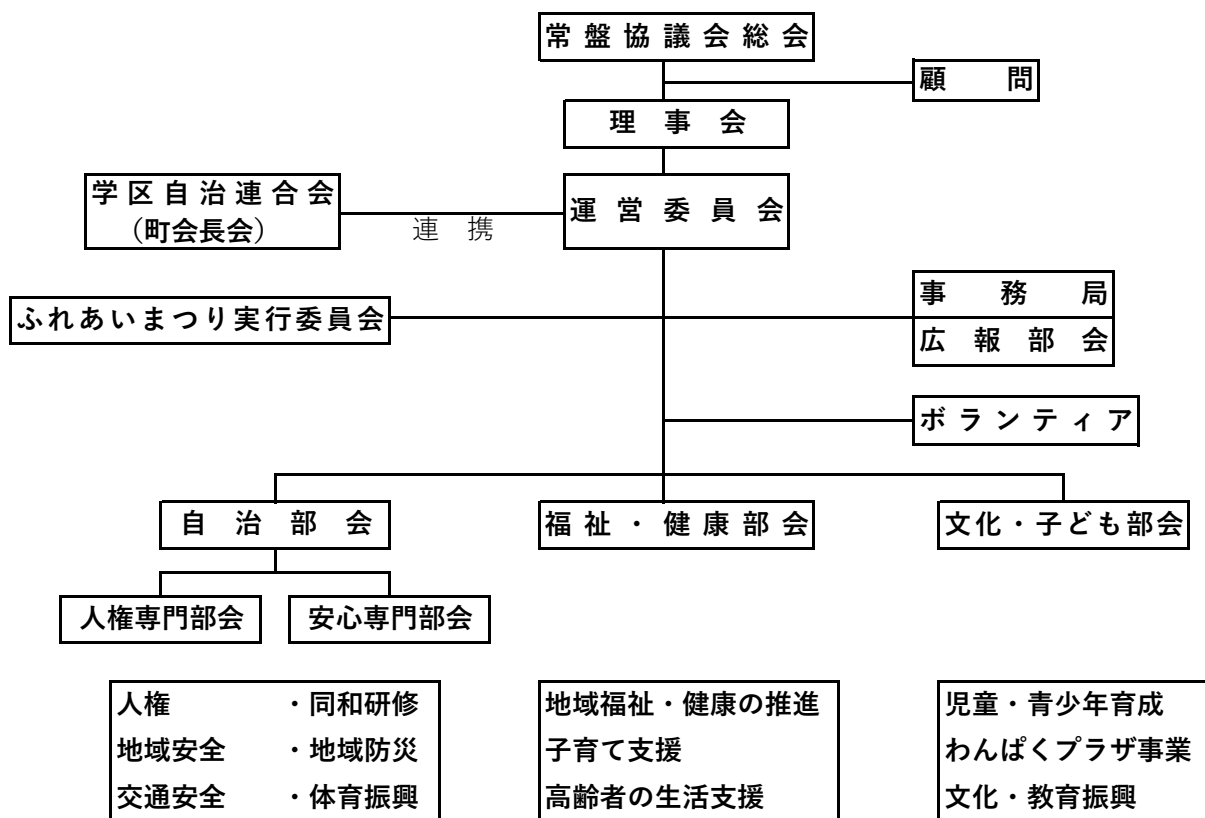 常盤協議会総会
顧問
理事会
学区自治連合会
（町会長会）
連携
運営委員会
事務局
ふれあいまつり実行委員会
広報部会
ボランティア
自治部会
福祉・健康部会
文化・子ども部会
人権専門部会
安心専門部会
人権・同和研修
地域安全・地域防災
交通安全・体育振興
地域福祉・健康の推進
子育て支援
高齢者の生活支援
児童・青少年育成
わんぱくプラザ事業
文化・教育振興